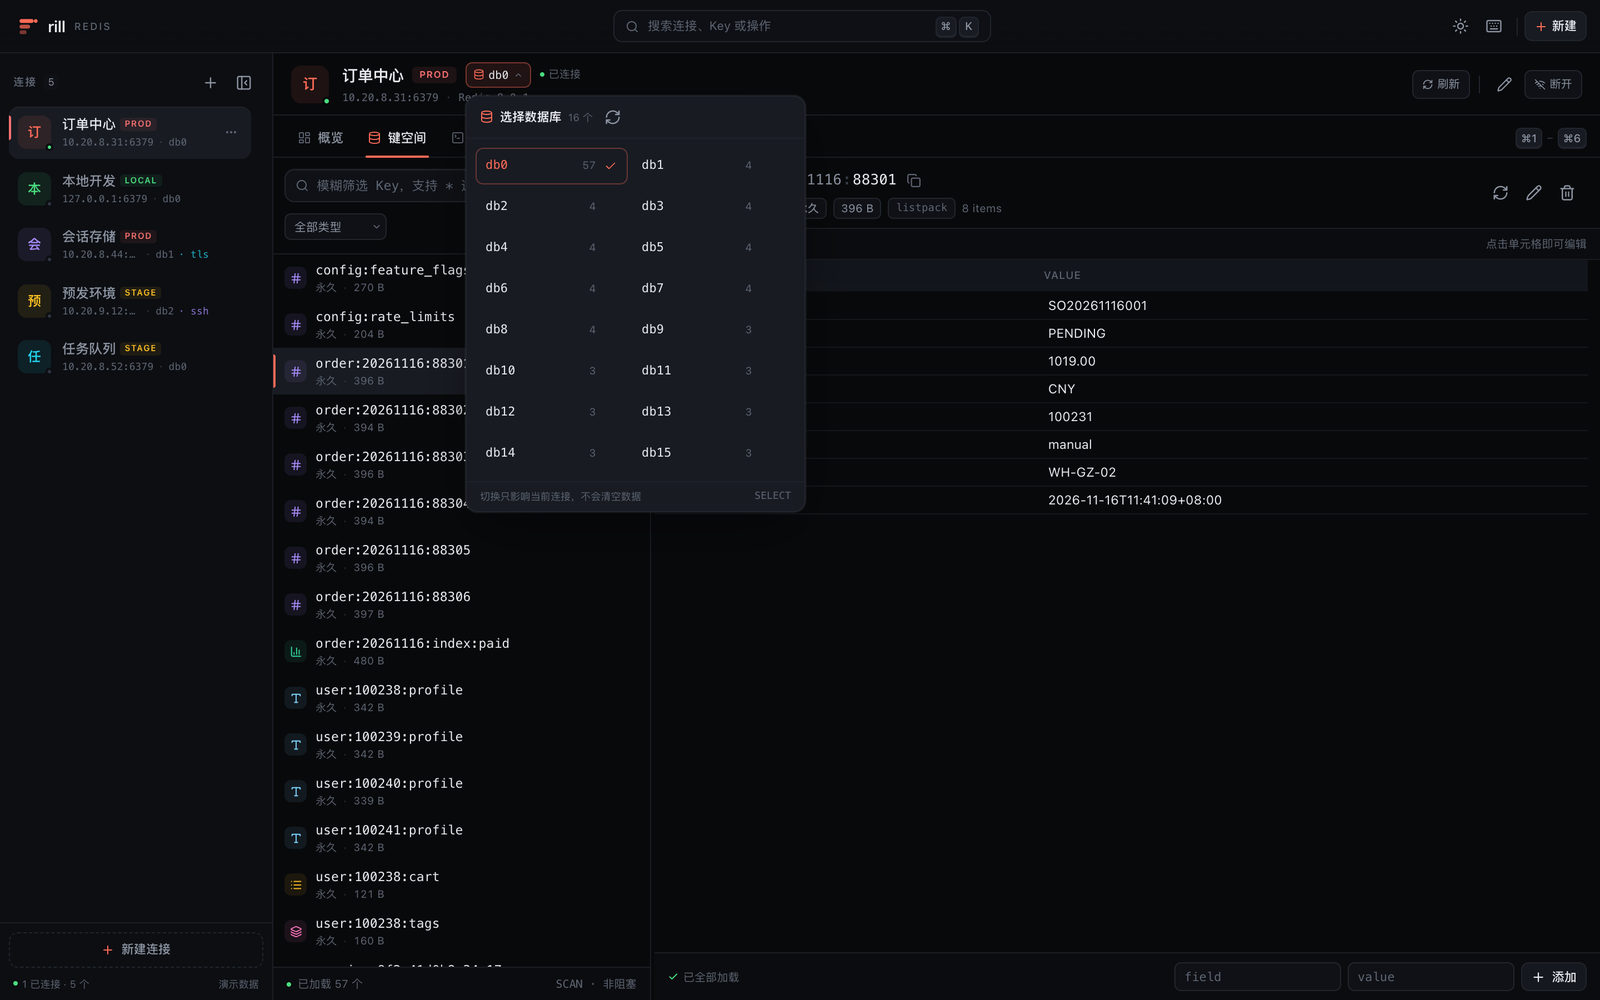 rill REDIS
搜索连接、Key 或操作
⌘ K
新建
连接 5
订 订单中心 PROD
10.20.8.31:6379 · db0
本 本地开发 LOCAL
127.0.0.1:6379 · db0
会 会话存储 PROD
10.20.8.44:… · db1 · tls
预 预发环境 STAGE
10.20.9.12:… · db2 · ssh
任 任务队列 STAGE
10.20.8.52:6379 · db0
新建连接
1 已连接 · 5 个
演示数据
订 订单中心 PROD db0 已连接
10.20.8.31:6379 ·
刷新
断开
概览
键空间
⌘1 – ⌘6
模糊筛选 Key，支持 *
全部类型
config:feature_flags
永久 · 270 B
config:rate_limits
永久 · 204 B
order:20261116:88301
永久 · 396 B
order:20261116:88302
永久 · 394 B
order:20261116:88303
永久 · 396 B
order:20261116:88304
永久 · 394 B
order:20261116:88305
永久 · 396 B
order:20261116:88306
永久 · 397 B
order:20261116:index:paid
永久 · 480 B
user:100238:profile
永久 · 342 B
user:100239:profile
永久 · 342 B
user:100240:profile
永久 · 339 B
user:100241:profile
永久 · 342 B
user:100238:cart
永久 · 121 B
user:100238:tags
永久 · 160 B
已加载 57 个
SCAN · 非阻塞
选择数据库 16 个
db0 57
db1 4
db2 4
db3 4
db4 4
db5 4
db6 4
db7 4
db8 4
db9 3
db10 3
db11 3
db12 3
db13 3
db14 3
db15 3
切换只影响当前连接，不会清空数据
SELECT
1116:88301
久 396 B listpack 8 items
点击单元格即可编辑
VALUE
SO20261116001
PENDING
1019.00
CNY
100231
manual
WH-GZ-02
2026-11-16T11:41:09+08:00
已全部加载
field
value
添加